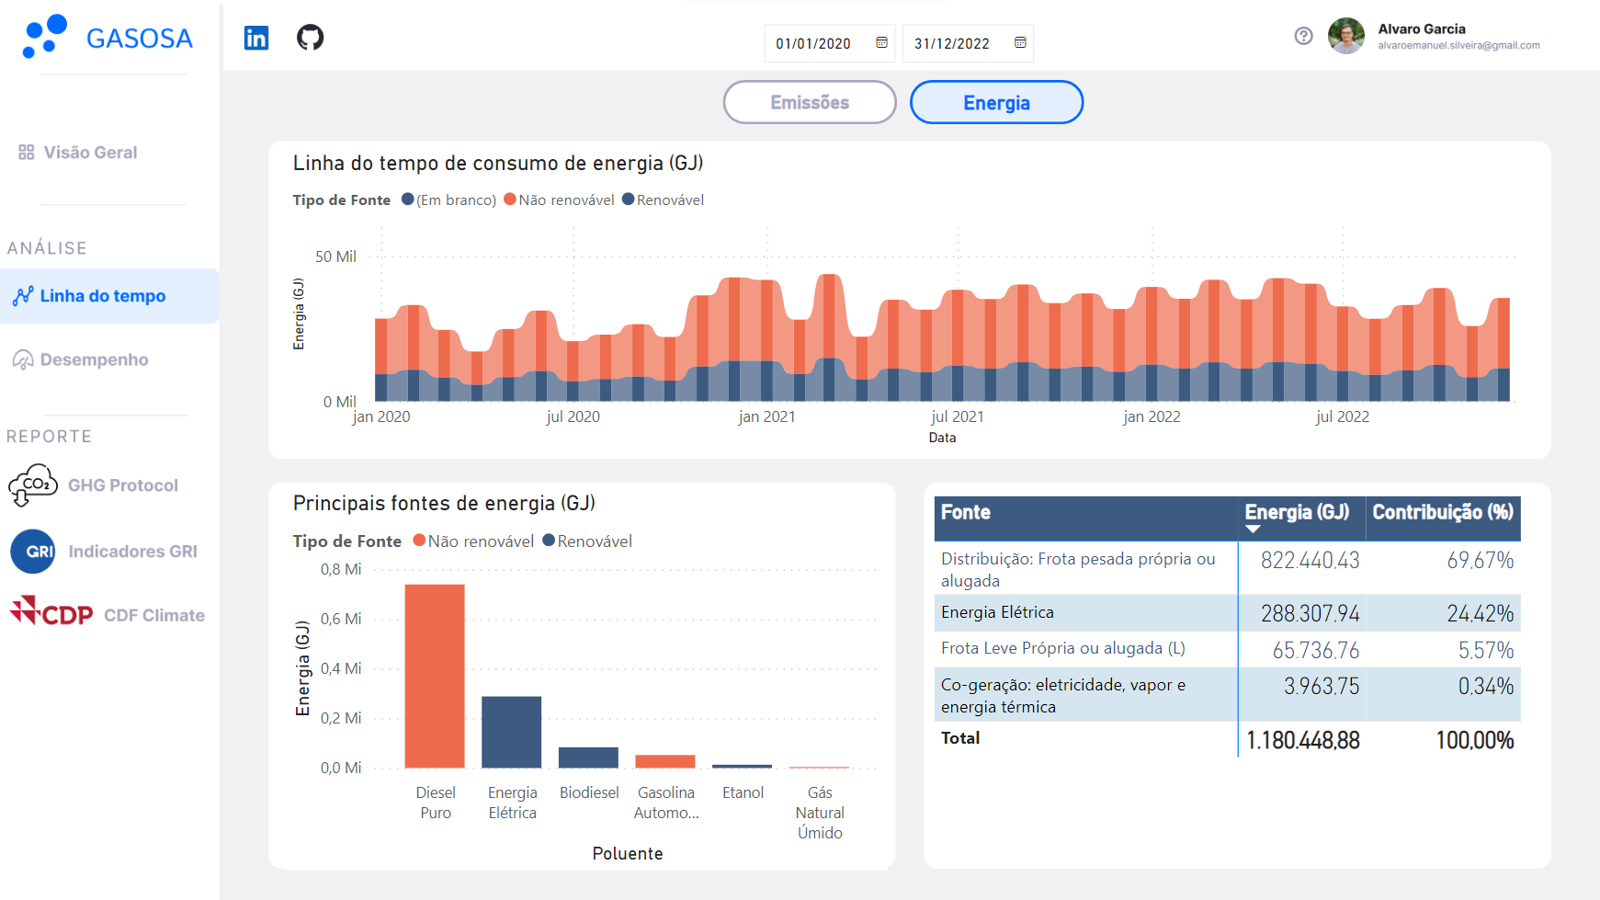 GASOSA
in
01/01/2020
31/12/2022
Alvaro Garcia
alvaroemanuel.silveira@gmail.com
Visão Geral
ANÁLISE
Linha do tempo
Desempenho
REPORTE
CO₂
GHG Protocol
GRI
Indicadores GRI
CDP
CDF Climate
Emissões
Energia
Linha do tempo de consumo de energia (GJ)
Tipo de Fonte (Em branco) Não renovável Renovável
50 Mil
0 Mil
Energia (GJ)
jan 2020
jul 2020
jan 2021
jul 2021
jan 2022
jul 2022
Data
Principais fontes de energia (GJ)
Tipo de Fonte Não renovável Renovável
0,8 Mi
0,6 Mi
0,4 Mi
0,2 Mi
0,0 Mi
Energia (GJ)
Diesel
Puro
Energia
Elétrica
Biodiesel
Gasolina
Automo...
Etanol
Gás
Natural
Úmido
Poluente
Fonte Energia (GJ) Contribuição (%)
Distribuição: Frota pesada própria ou 822.440,43 69,67%
alugada
Energia Elétrica 288.307,94 24,42%
Frota Leve Própria ou alugada (L) 65.736,76 5,57%
Co-geração: eletricidade, vapor e 3.963,75 0,34%
energia térmica
Total 1.180.448,88 100,00%